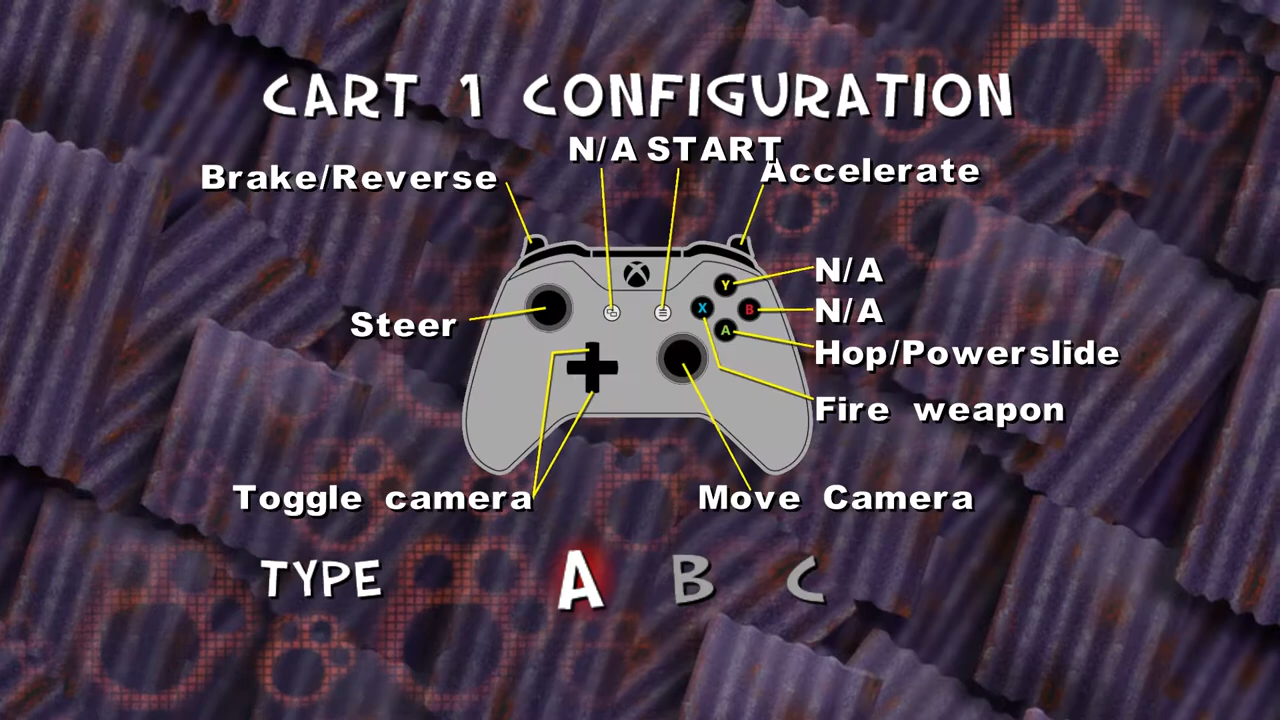 CART 1 CONFIGURATION
N/A START
Brake/Reverse
Accelerate
N/A
Y
X B
N/A
Steer
A
Hop/Powerslide
Fire weapon
Toggle camera
Move Camera
TYPE A B C